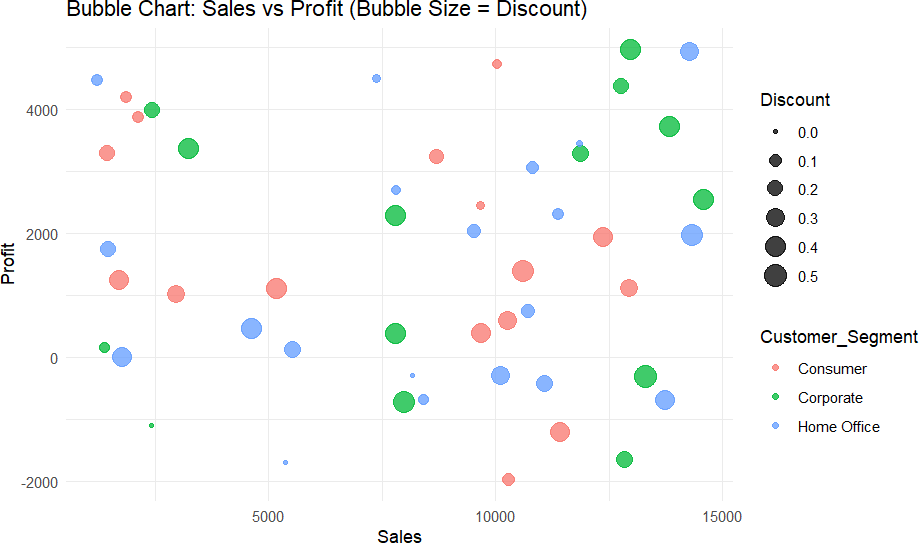 Bubble Chart: Sales vs Profit (Bubble Size = Discount)
Profit
4000
2000
0
-2000
5000
10000
15000
Sales
Discount
0.0
0.1
0.2
0.3
0.4
0.5
Customer_Segment
Consumer
Corporate
Home Office